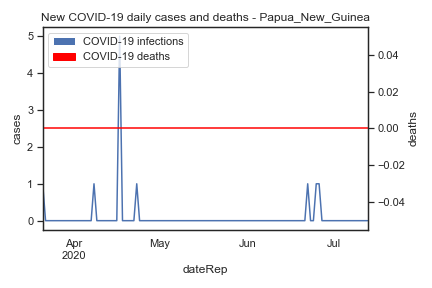 New COVID-19 daily cases and deaths - Papua_New_Guinea
COVID-19 infections
COVID-19 deaths
5
4
3
2
1
0
cases
0.04
0.02
0.00
−0.02
−0.04
deaths
Apr
2020
May
Jun
Jul
dateRep